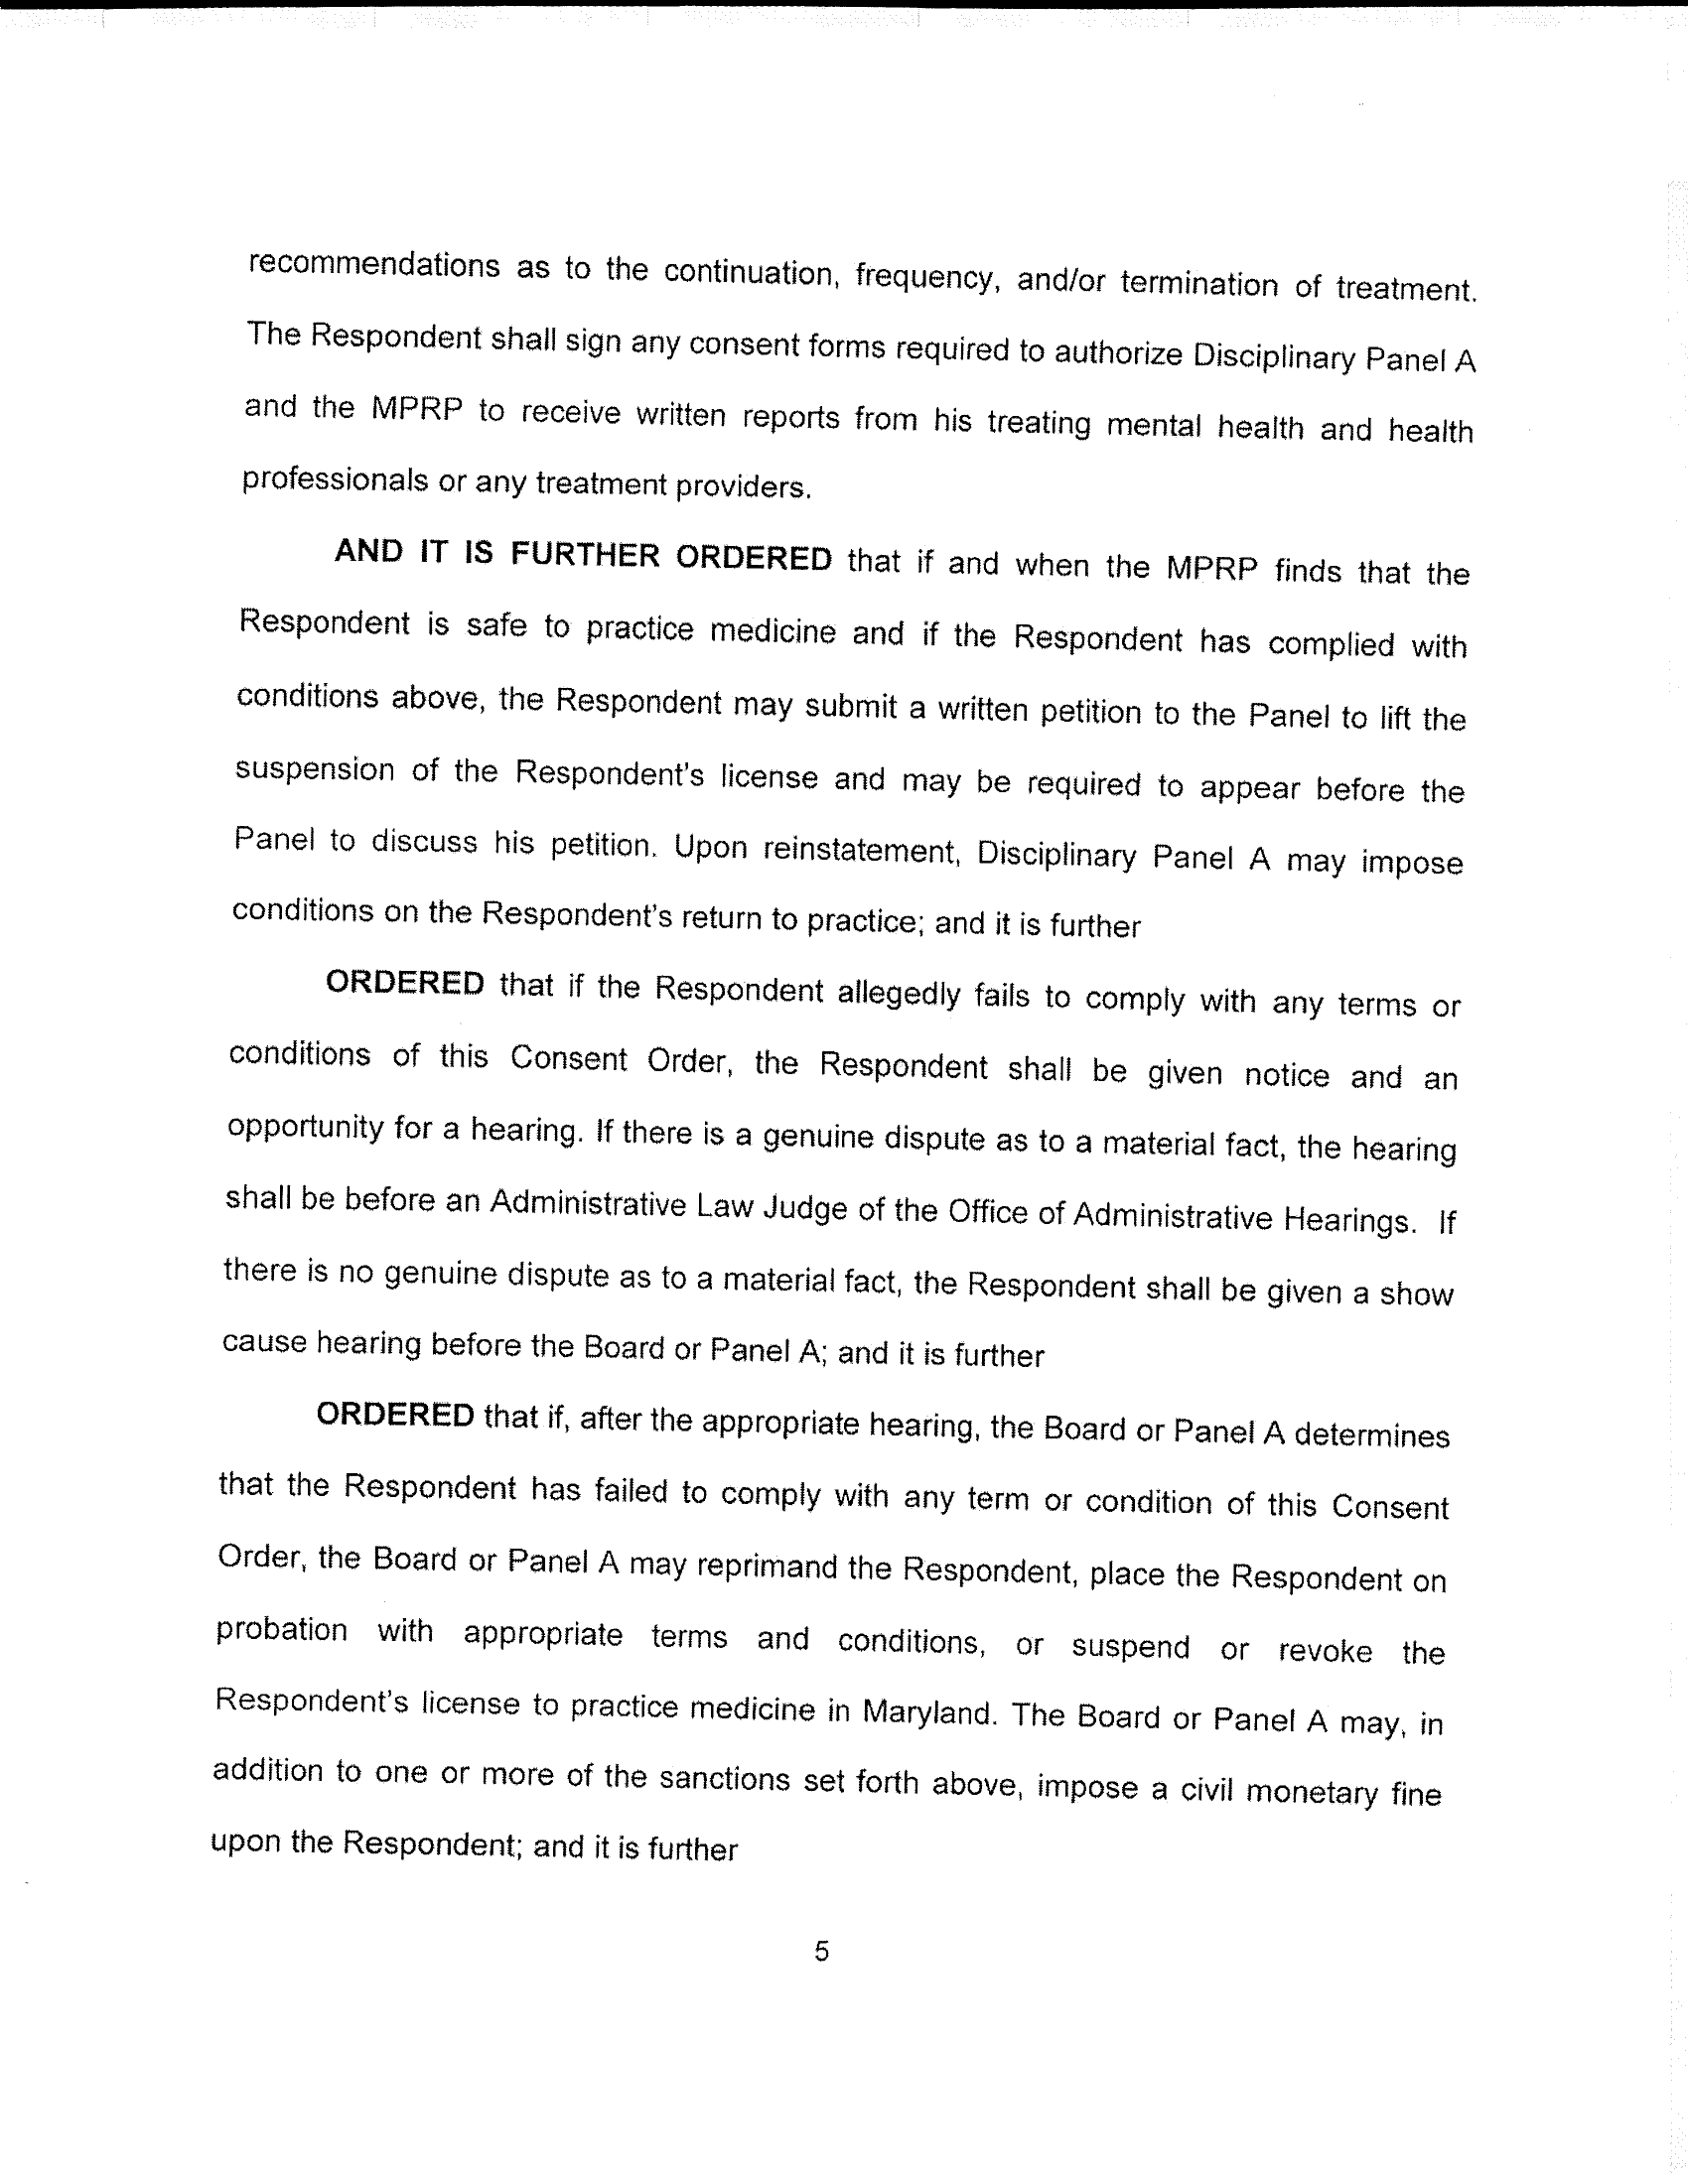 recommendations as to the continuation, frequency, and/or termination of treatment.
The Respondent shall sign any consent forms required to authorize Disciplinary Panel A
and the MPRP to receive written reports from his treating mental health and health
professionals or any treatment providers.
AND IT IS FURTHER ORDERED that if and when the MPRP finds that the
Respondent is safe to practice medicine and if the Respondent has complied with
conditions above, the Respondent may submit a written petition to the Panel to lift the
suspension of the Respondent's license and may be required to appear before the
Panel to discuss his petition. Upon reinstatement, Disciplinary Panel A may impose
conditions on the Respondent's return to practice; and it is further
ORDERED that if the Respondent allegedly fails to comply with any terms or
conditions of this Consent Order, the Respondent shall be given notice and an
opportunity for a hearing. If there is a genuine dispute as to a material fact, the hearing
shall be before an Administrative Law Judge of the Office of Administrative Hearings. If
there is no genuine dispute as to a material fact, the Respondent shall be given a show
cause hearing before the Board or Panel A; and it is further
ORDERED that if, after the appropriate hearing, the Board or Panel A determines
that the Respondent has failed to comply with any term or condition of this Consent
Order, the Board or Panel A may reprimand the Respondent, place the Respondent on
probation with appropriate terms and conditions, or suspend or revoke the
Respondent's license to practice medicine in Maryland. The Board or Panel A may, in
addition to one or more of the sanctions set forth above, impose a civil monetary fine
upon the Respondent; and it is further
5